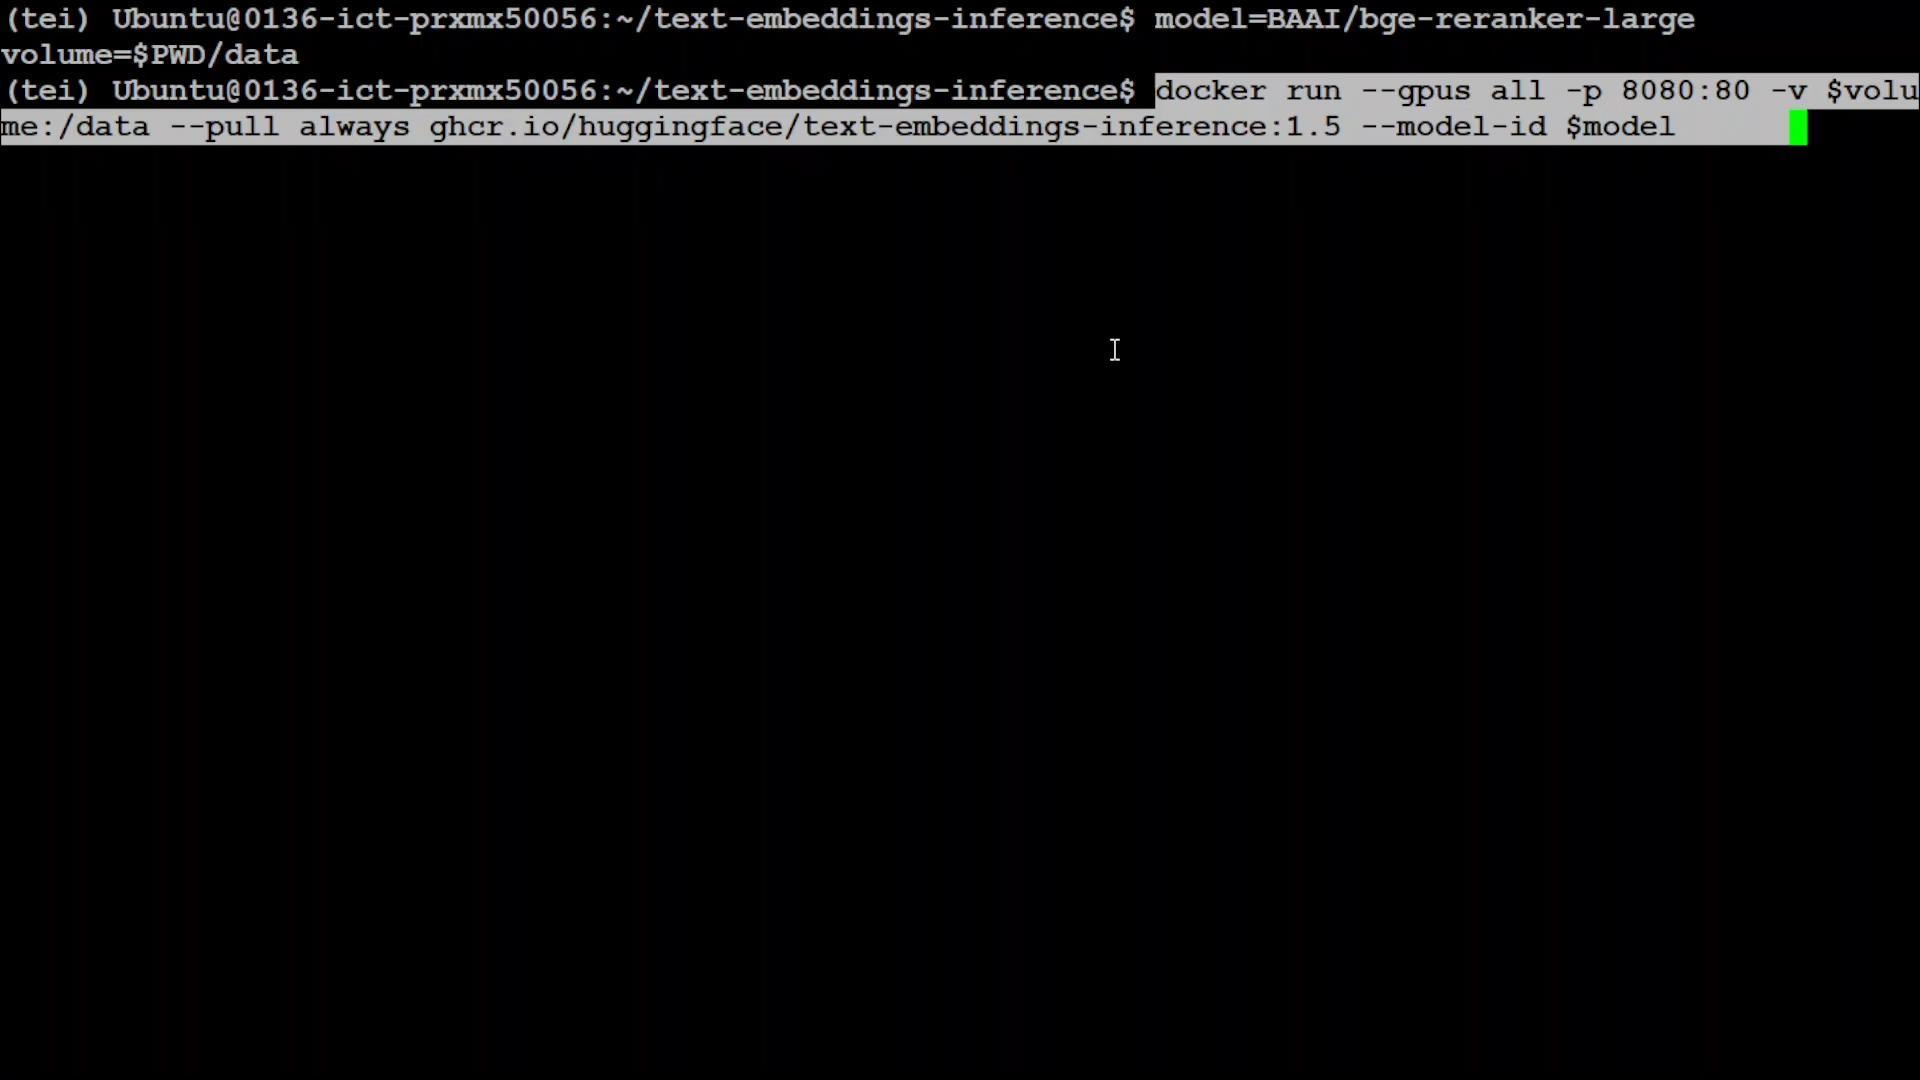 (tei) Ubuntu@0136-ict-prxmx50056:~/text-embeddings-inference$ model=BAAI/bge-reranker-large
volume=$PWD/data
(tei) Ubuntu@0136-ict-prxmx50056:~/text-embeddings-inference$ docker run --gpus all -p 8080:80 -v $volu
me:/data --pull always ghcr.io/huggingface/text-embeddings-inference:1.5 --model-id $model